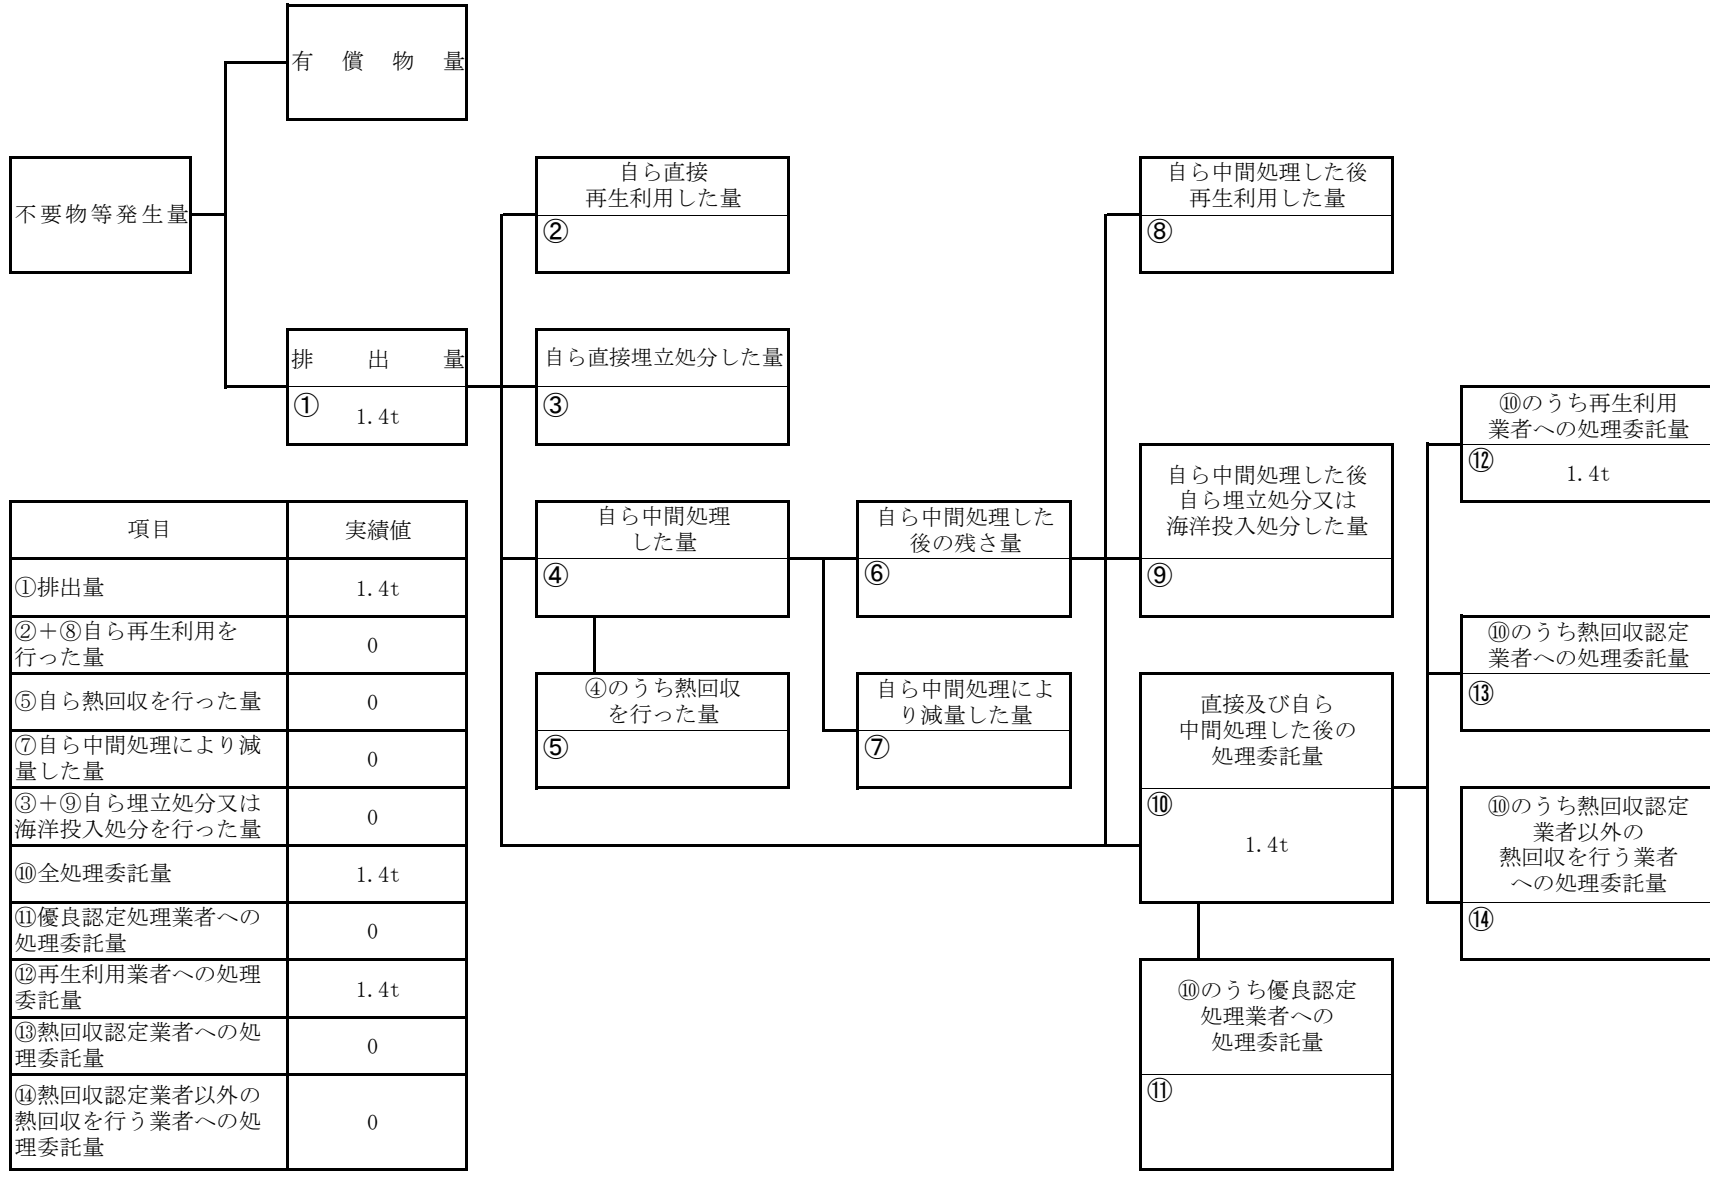 有償物量
不要物等発生量
自ら直接
再生利用した量
②
自ら中間処理した後
再生利用した量
⑧
排出量
①
1.4t
自ら直接埋立処分した量
③
⑩のうち再生利用
業者への処理委託量
⑫
1.4t
自ら中間処理した後
自ら埋立処分又は
海洋投入処分した量
⑨
自ら中間処理
した量
④
自ら中間処理した
後の残さ量
⑥
⑩のうち熱回収認定
業者への処理委託量
⑬
④のうち熱回収
を行った量
⑤
自ら中間処理によ
り減量した量
⑦
直接及び自ら
中間処理した後の
処理委託量
⑩
1.4t
⑩のうち熱回収認定
業者以外の
熱回収を行う業者
への処理委託量
⑭
⑩のうち優良認定
処理業者への
処理委託量
⑪
項目 実績値
①排出量 1.4t
②+⑧自ら再生利用を
行った量 0
⑤自ら熱回収を行った量 0
⑦自ら中間処理により減
量した量 0
③+⑨自ら埋立処分又は
海洋投入処分を行った量 0
⑩全処理委託量 1.4t
⑪優良認定処理業者への
処理委託量 0
⑫再生利用業者への処理
委託量 1.4t
⑬熱回収認定業者への処
理委託量 0
⑭熱回収認定業者以外の
熱回収を行う業者への処
理委託量 0